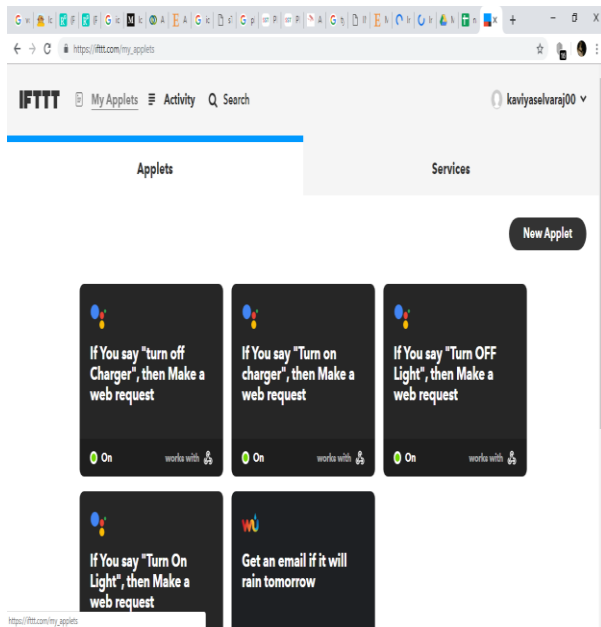 https://ifttt.com/my_applets
IFTTT My Applets Activity Search kaviyaselvaraj00
Applets Services
New Applet
If You say "turn off
Charger", then Make a
web request
On works with
If You say "Turn on
charger", then Make a
web request
On works with
If You say "Turn OFF
Light", then Make a
web request
On works with
If You say "Turn On
Light", then Make a
web request
Get an email if it will
rain tomorrow
https://ifttt.com/my_applets